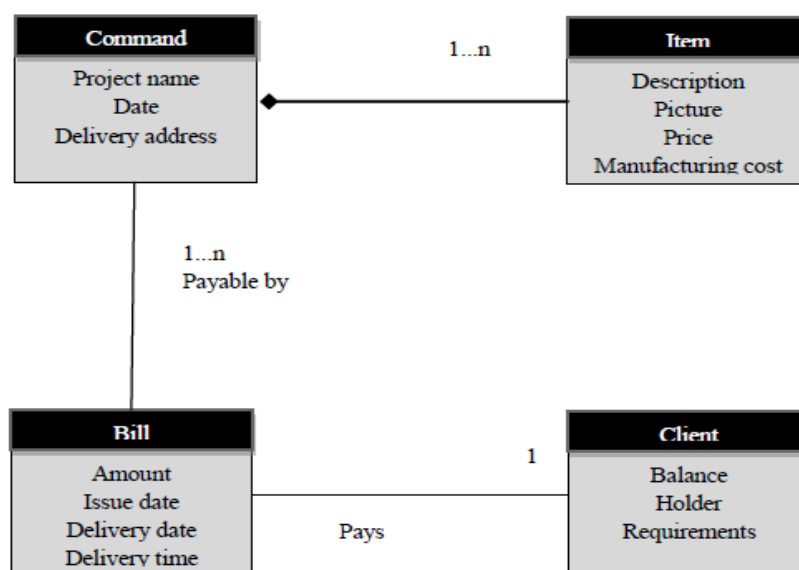 Command
Project name
Date
Delivery address
1...n
Item
Description
Picture
Price
Manufacturing cost
1...n
Payable by
Bill
Amount
Issue date
Delivery date
Delivery time
1
Pays
Client
Balance
Holder
Requirements